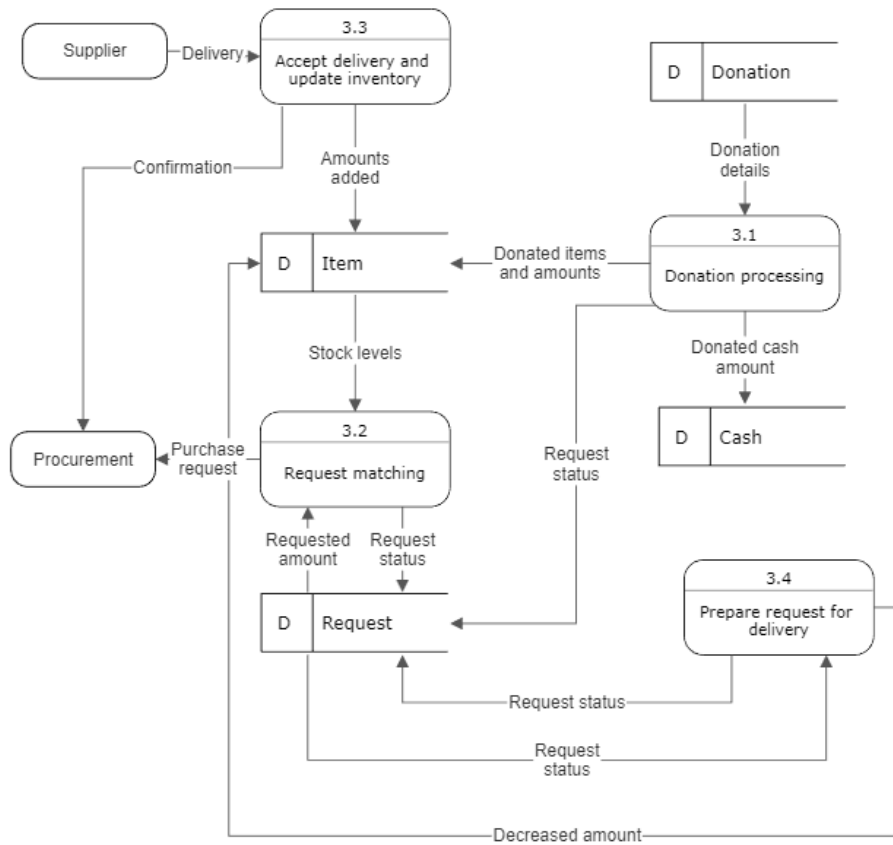 3.3
Supplier
Delivery
Accept delivery and
update inventory
D
Donation
Confirmation
Amounts
added
Donation
details
3.1
D
Item
Donated items
and amounts
Donation processing
Stock levels
Donated cash
amount
3.2
D
Cash
Procurement
Purchase
request
Request matching
Request
status
Requested
amount
Request
status
3.4
D
Request
Prepare request for
delivery
Request status
Request
status
Decreased amount